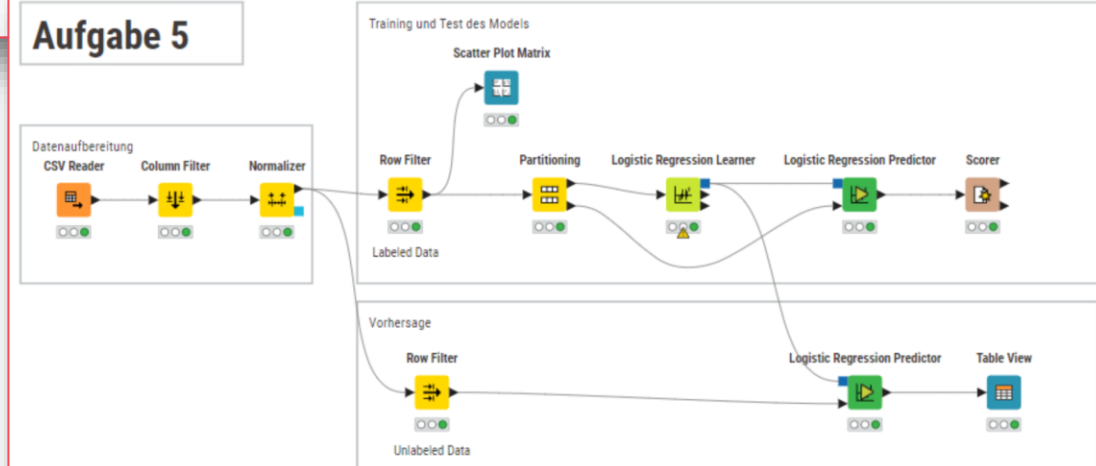 Aufgabe 5
Datenaufbereitung
CSV Reader
Column Filter
Normalizer
Training und Test des Models
Scatter Plot Matrix
Row Filter
Partitioning
Logistic Regression Learner
Logistic Regression Predictor
Scorer
Labeled Data
Vorhersage
Row Filter
Logistic Regression Predictor
Table View
Unlabeled Data